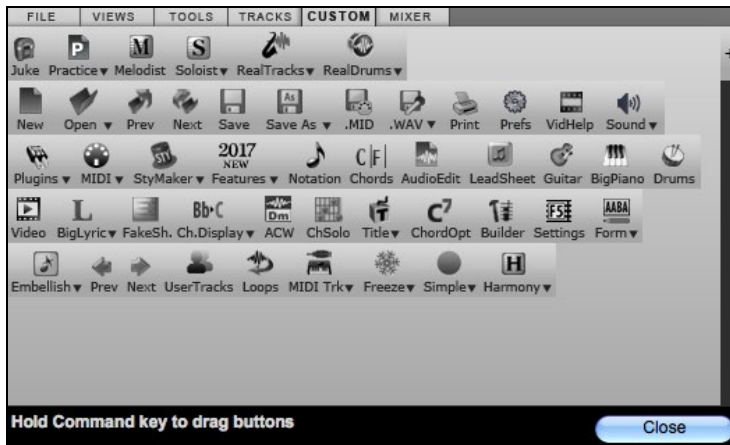 FILE VIEWS TOOLS TRACKS CUSTOM MIXER
P M S
Juke Practice▼ Melodist Soloist▼ RealTracks▼ RealDrums▼
As
New Open ▼ Prev Next Save Save As ▼ .MID .WAV ▼ Print Prefs VidHelp Sound ▼
STY 2017 NEW C|F|
Plugins ▼ MIDI ▼ StyMaker ▼ Features ▼ Notation Chords AudioEdit LeadSheet Guitar BigPiano Drums
L Bb▸C Dm C7 F5 AABA
Video BigLyric▼ FakeSh. Ch.Display▼ ACW ChSolo Title▼ ChordOpt Builder Settings Form▼
H
Embellish▼ Prev Next UserTracks Loops MIDI Trk▼ Freeze▼ Simple▼ Harmony▼
Hold Command key to drag buttons
Close